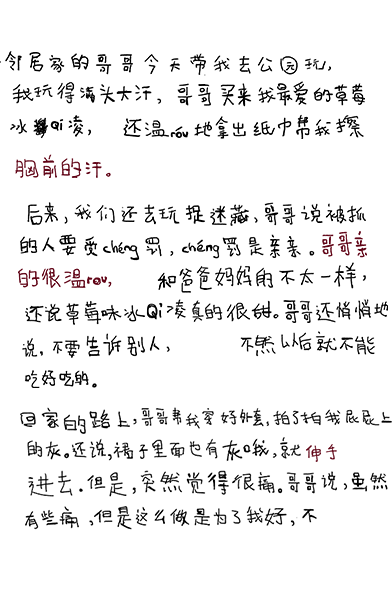 邻居家的哥哥今天带我去公园玩,
我玩得满头大汗,哥哥买来我最爱的草莓
冰Qi凌, 还温róu地拿出纸巾帮我擦
胸前的汗。
后来,我们还去玩捉迷藏,哥哥说被抓
的人要受chéng罚,chéng罚是亲亲。哥哥亲
的很温rou, 和爸爸妈妈的不太一样,
还说草莓味冰Qi凌真的很甜。哥哥还悄悄地
说,不要告诉别人, 不然以后就不能
吃好吃的。
回家的路上,哥哥帮我穿好外套,拍了拍我屁屁上
的灰。还说,裙子里面也有灰哦,就伸手
进去.但是,突然觉得很痛。哥哥说,虽然
有些痛,但是这么做是为了我好,不